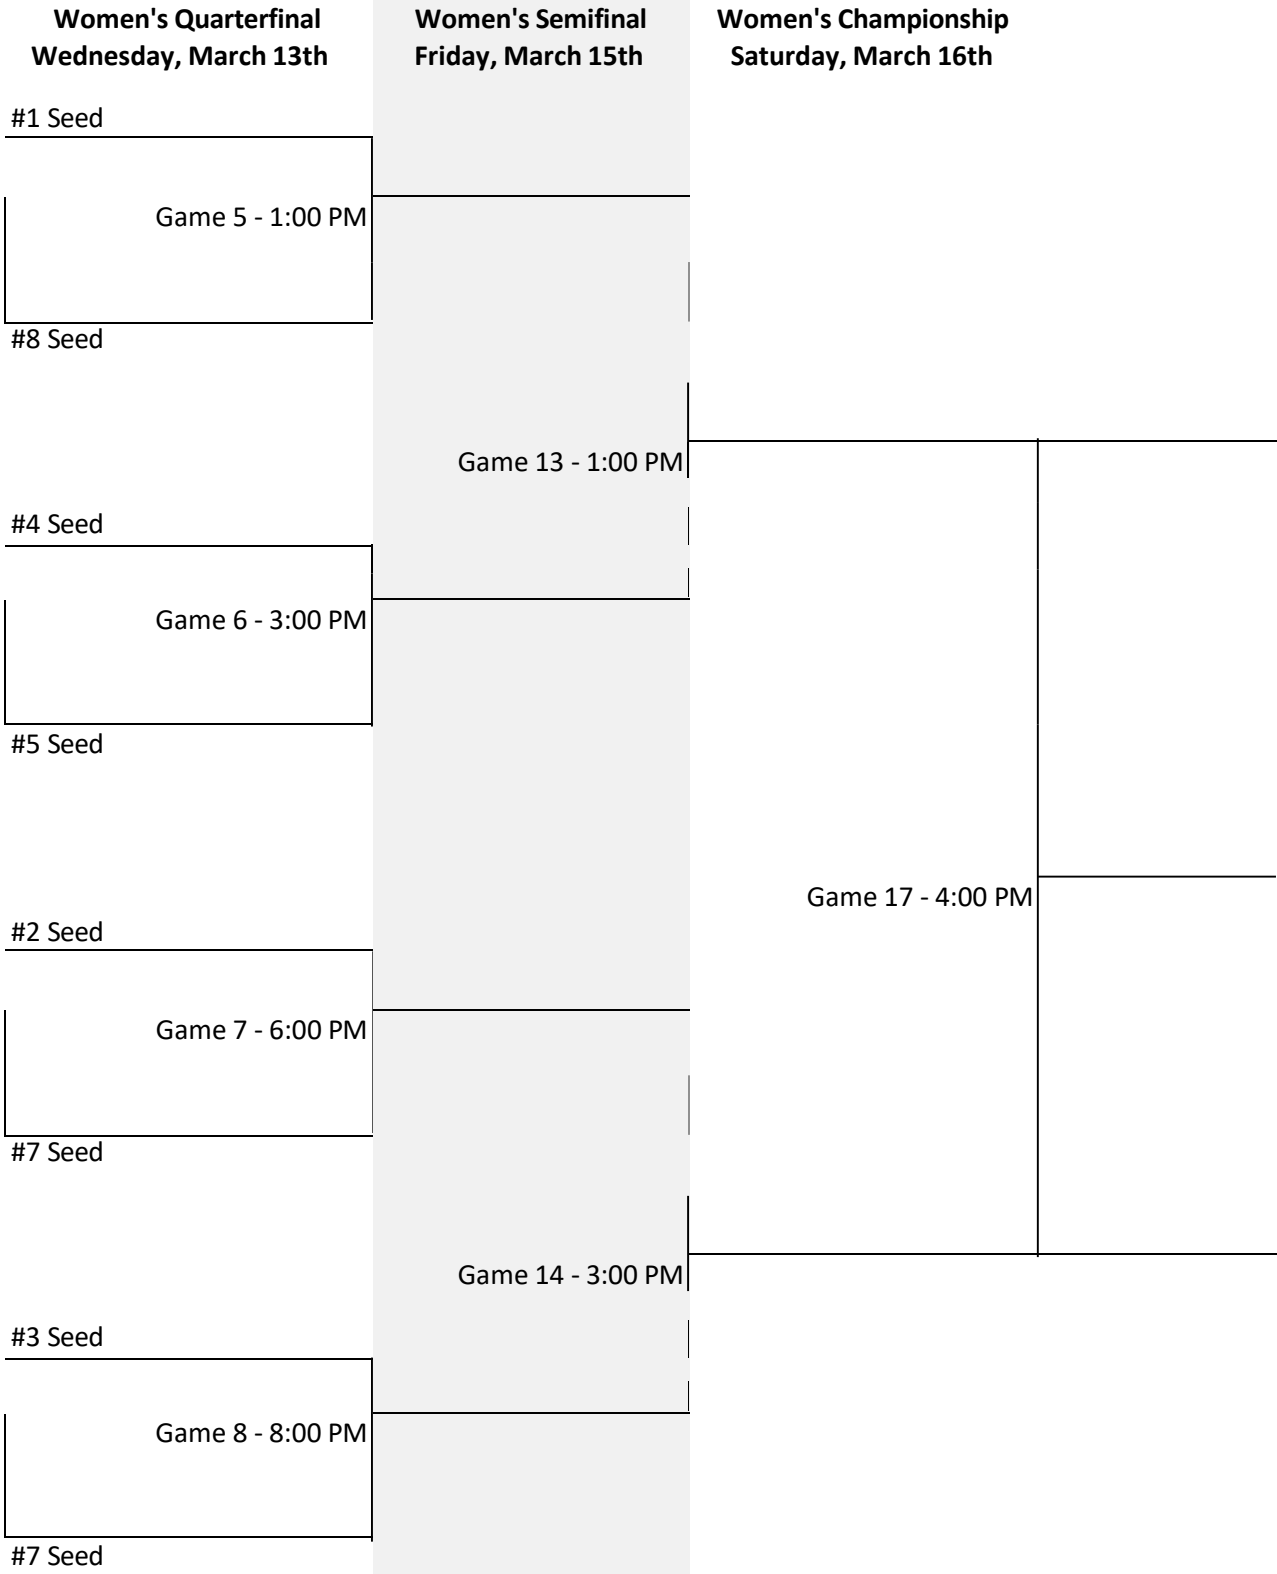 Women's Quarterfinal
Wednesday, March 13th
Women's Semifinal
Friday, March 15th
Women's Championship
Saturday, March 16th
#1 Seed
Game 5 - 1:00 PM
#8 Seed
Game 13 - 1:00 PM
#4 Seed
Game 6 - 3:00 PM
#5 Seed
Game 17 - 4:00 PM
#2 Seed
Game 7 - 6:00 PM
#7 Seed
Game 14 - 3:00 PM
#3 Seed
Game 8 - 8:00 PM
#7 Seed